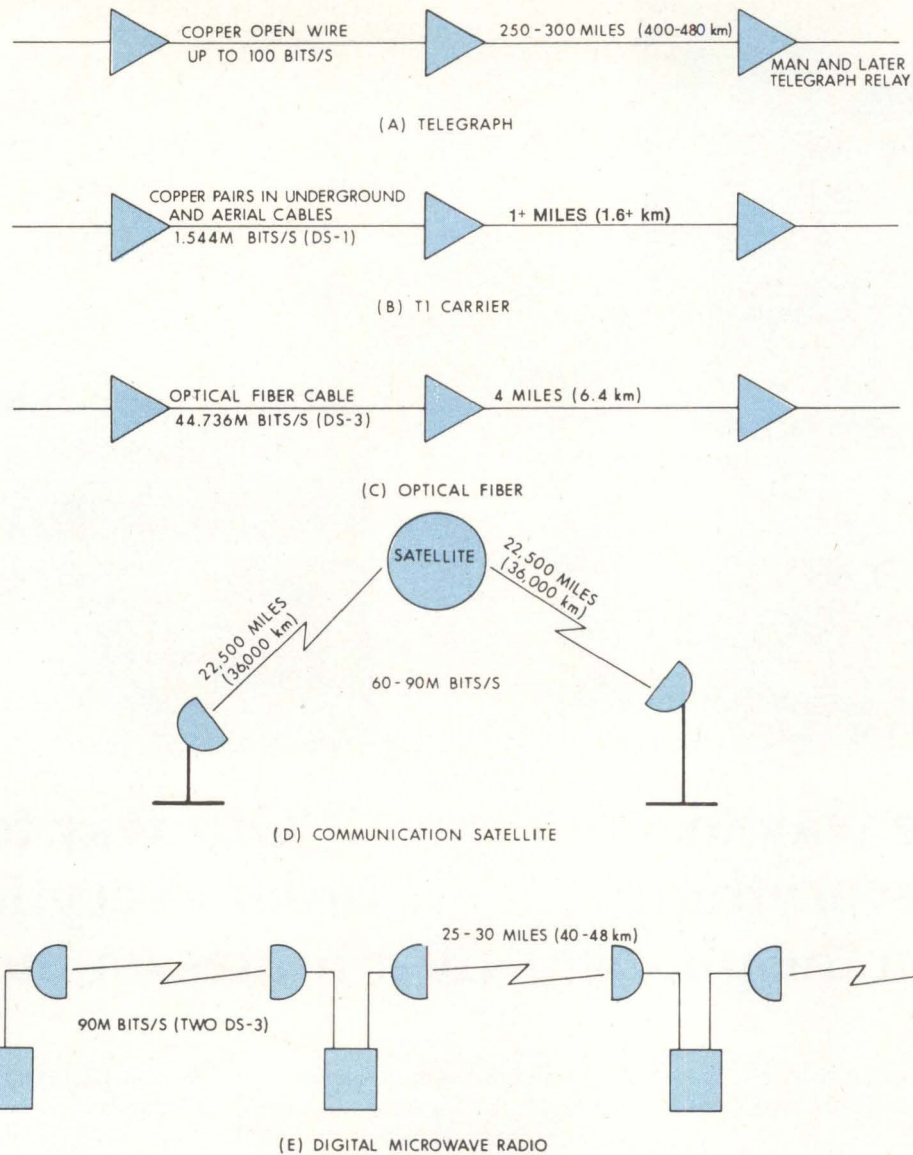 COPPER OPEN WIRE
UP TO 100 BITS/S
250-300 MILES (400-480 km)
MAN AND LATER
TELEGRAPH RELAY
(A) TELEGRAPH
COPPER PAIRS IN UNDERGROUND
AND AERIAL CABLES
1.544M BITS/S (DS-1)
1+ MILES (1.6+ km)
(B) T1 CARRIER
OPTICAL FIBER CABLE
44.736M BITS/S (DS-3)
4 MILES (6.4 km)
(C) OPTICAL FIBER
SATELLITE
22,500 MILES
(36,000 km)
22,500 MILES
(36,000 km)
60-90M BITS/S
(D) COMMUNICATION SATELLITE
25-30 MILES (40-48 km)
90M BITS/S (TWO DS-3)
(E) DIGITAL MICROWAVE RADIO